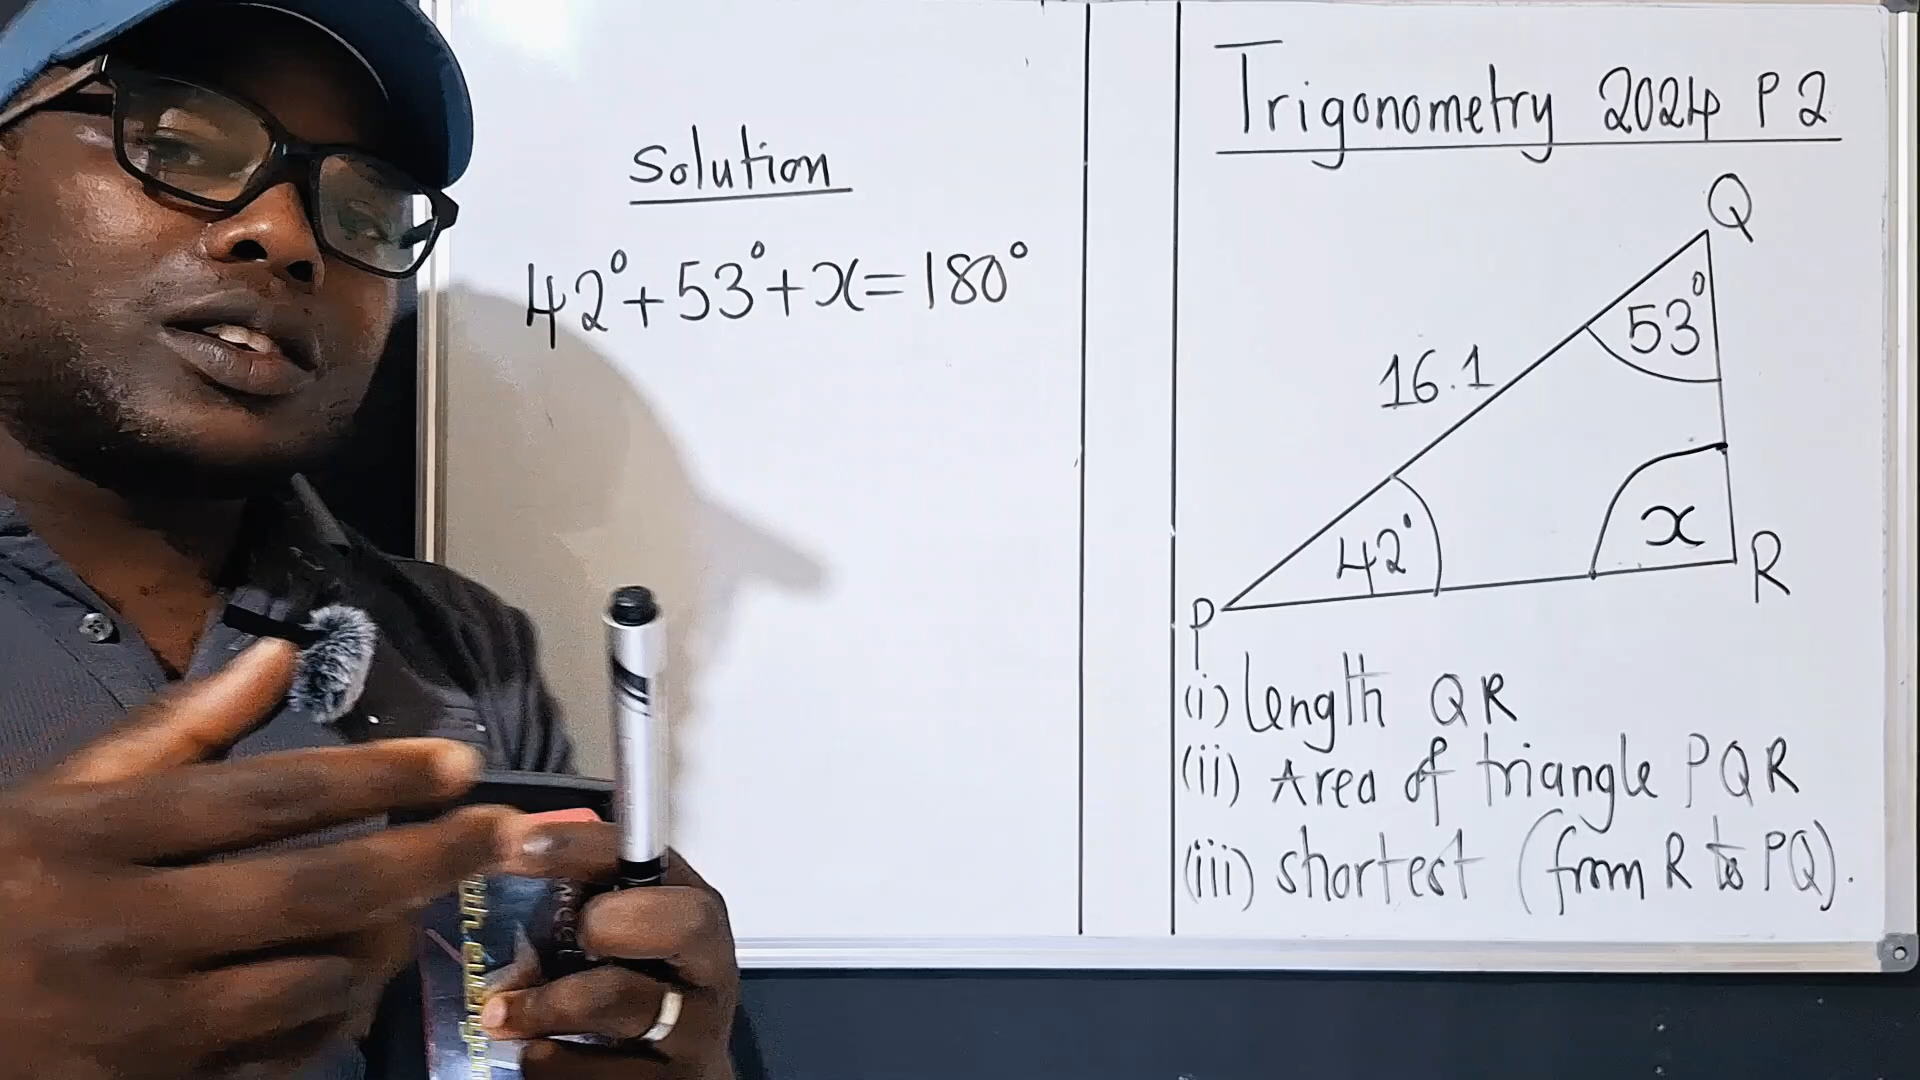 Solution
42°+53°+x=180°
Trigonometry 2024 P2
Q
53°
16.1
42°
x
P
R
(i) length QR
(ii) Area of triangle PQR
(iii) shortest (from R to PQ).